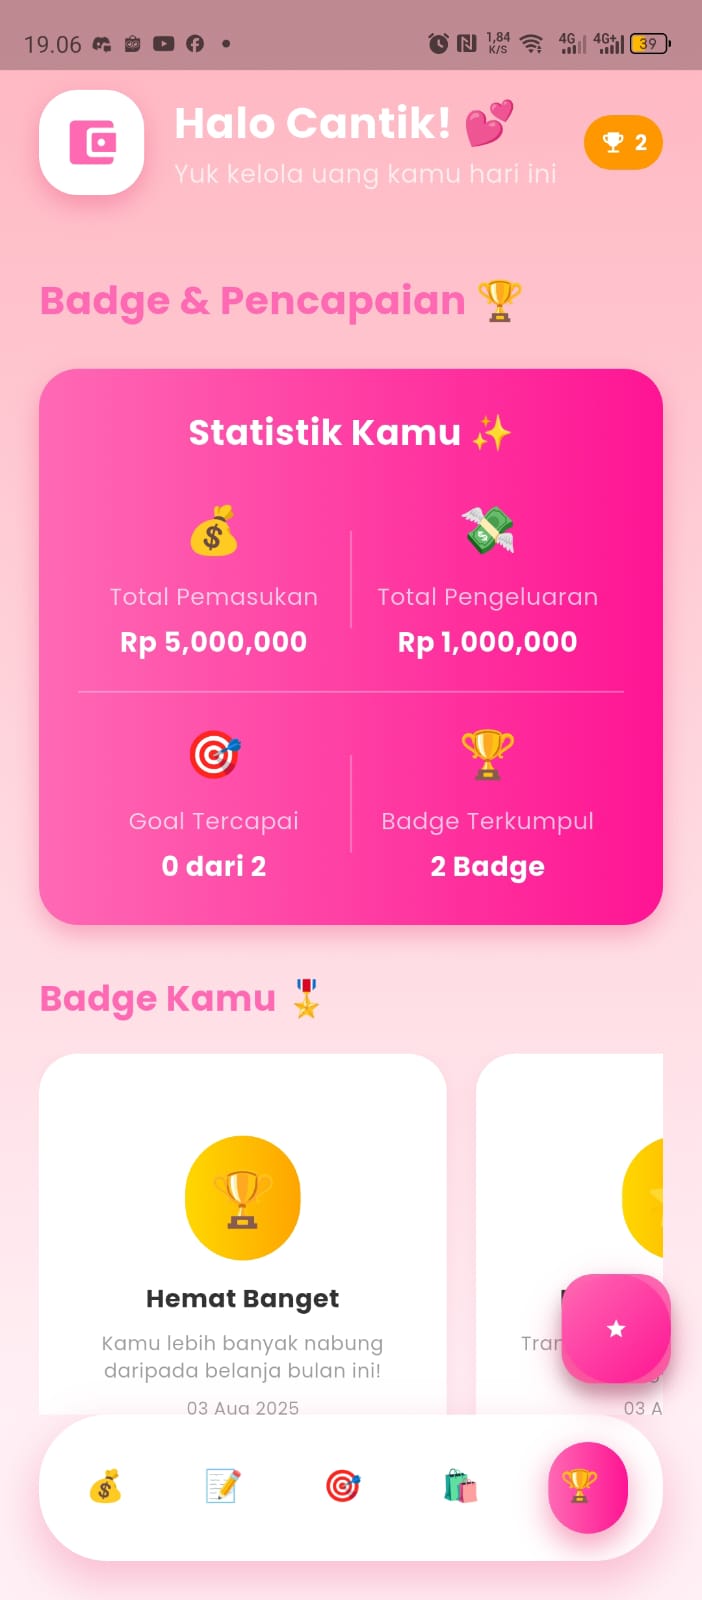 19.06
1,84
K/S
4G
4G+
39
Halo Cantik! 💕
Yuk kelola uang kamu hari ini
2
Badge & Pencapaian 🏆
Statistik Kamu ✨
Total Pemasukan
Rp 5,000,000
Total Pengeluaran
Rp 1,000,000
Goal Tercapai
0 dari 2
Badge Terkumpul
2 Badge
Badge Kamu 🎖️
Hemat Banget
Kamu lebih banyak nabung
daripada belanja bulan ini!
03 Aug 2025
03 A